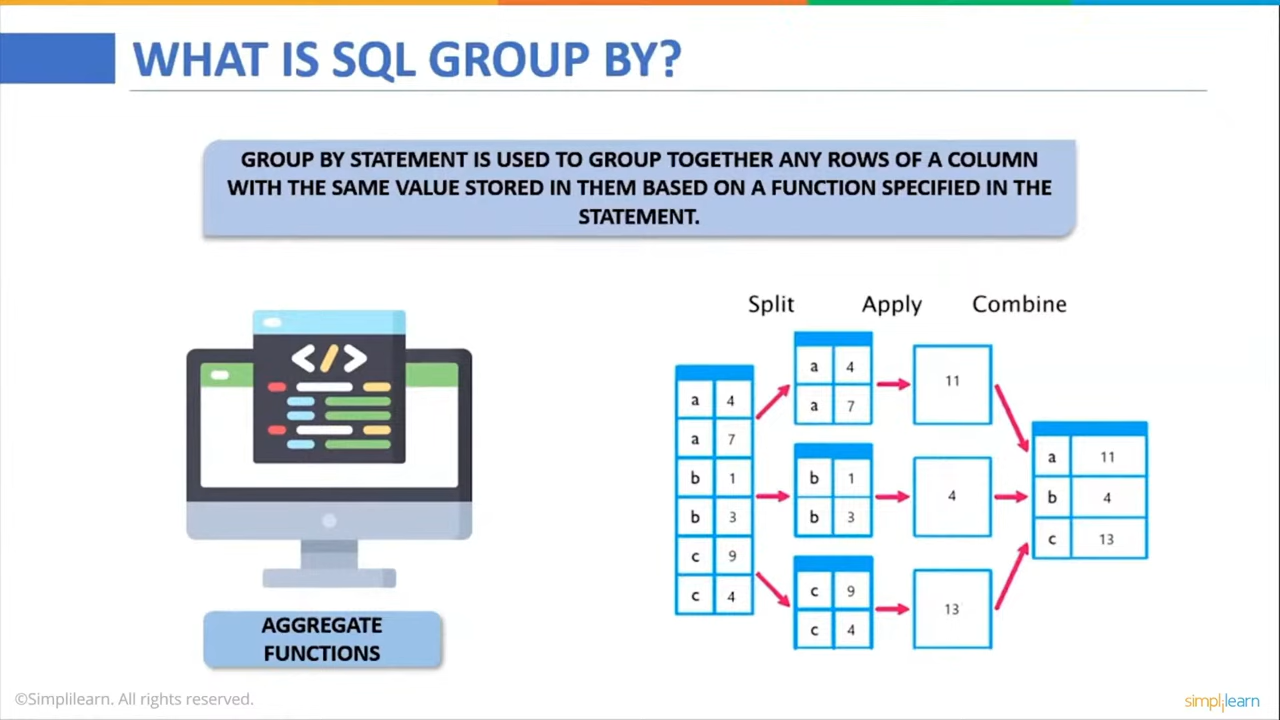 WHAT IS SQL GROUP BY?
GROUP BY STATEMENT IS USED TO GROUP TOGETHER ANY ROWS OF A COLUMN
WITH THE SAME VALUE STORED IN THEM BASED ON A FUNCTION SPECIFIED IN THE
STATEMENT.
Split Apply Combine
</>
a 4
a 7
b 1
b 3
c 9
c 4
a 4
a 7
b 1
b 3
c 9
c 4
11
4
13
a 11
b 4
c 13
AGGREGATE
FUNCTIONS
©Simplilearn. All rights reserved.
simplilearn